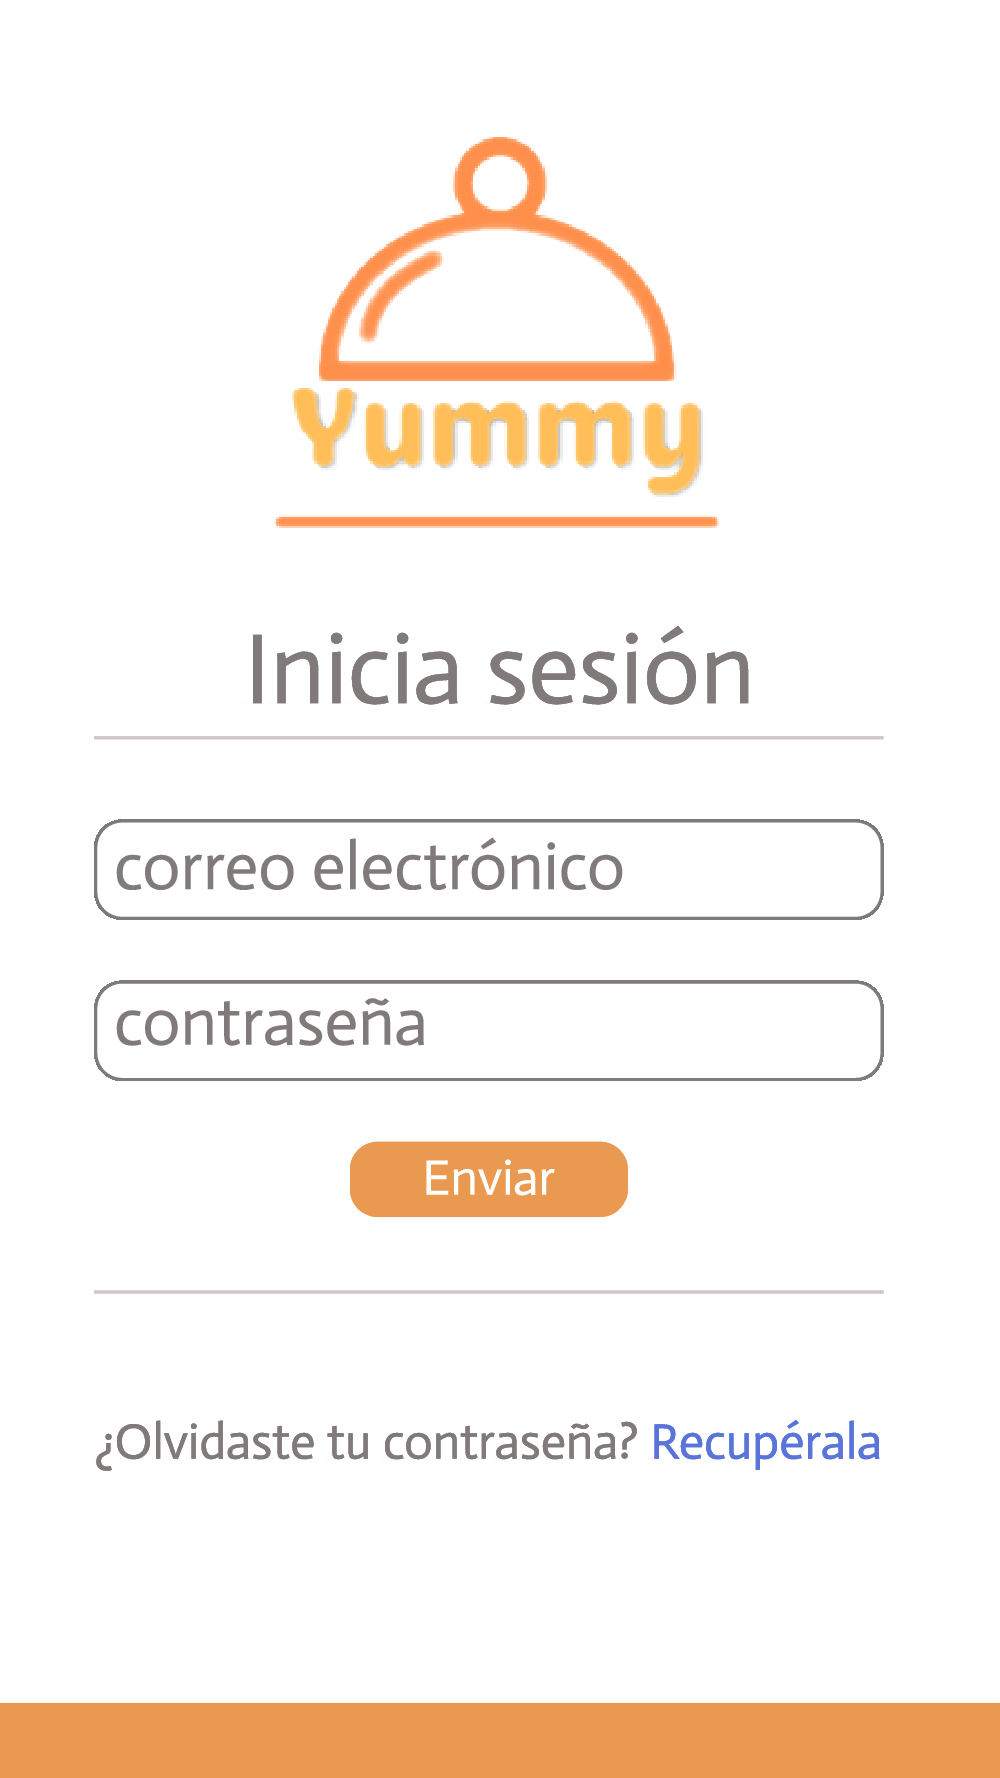 Yummy
Inicia sesión
correo electrónico
contraseña
Enviar
¿Olvidaste tu contraseña? Recupérala